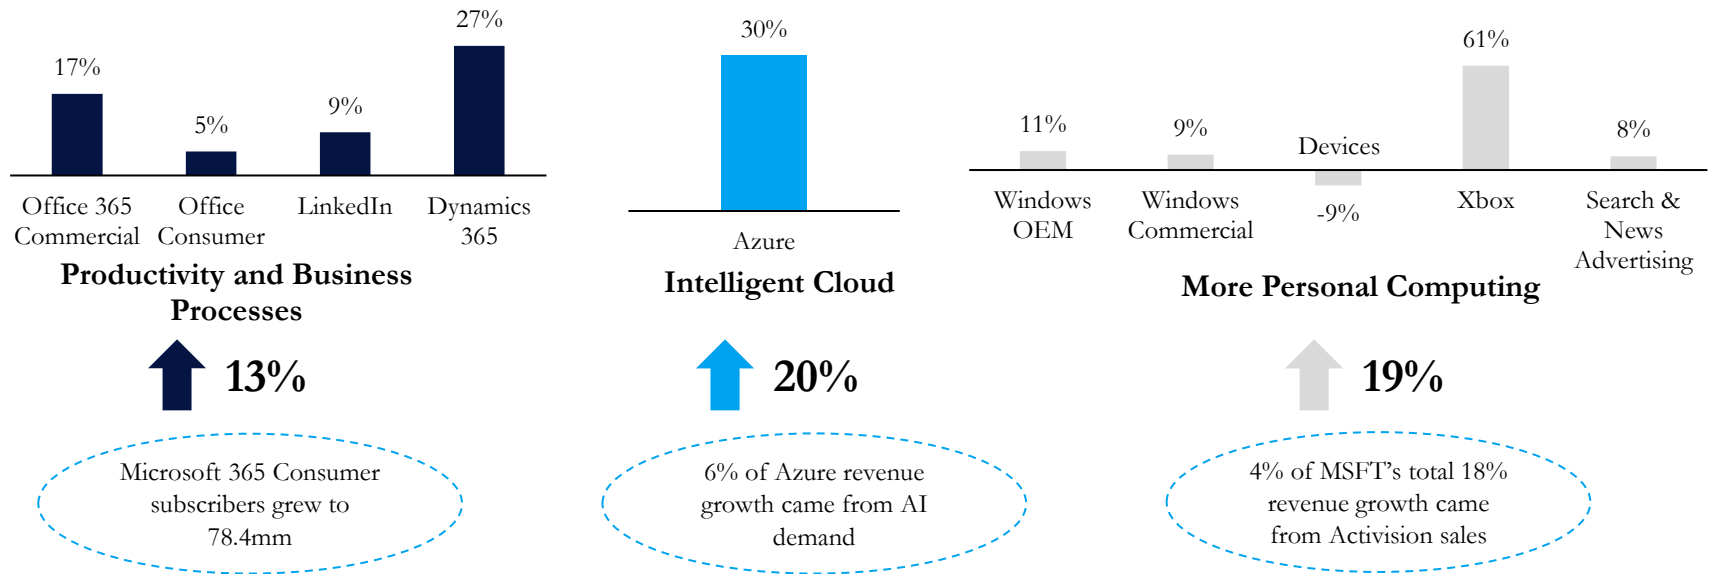 17%
5%
9%
27%
Office 365
Commercial
Office
Consumer
LinkedIn
Dynamics
365
Productivity and Business
Processes
13%
Microsoft 365 Consumer
subscribers grew to
78.4mm
30%
Azure
Intelligent Cloud
20%
6% of Azure revenue
growth came from AI
demand
11%
9%
Devices
-9%
61%
8%
Windows
OEM
Windows
Commercial
Xbox
Search &
News
Advertising
More Personal Computing
19%
4% of MSFT’s total 18%
revenue growth came
from Activision sales